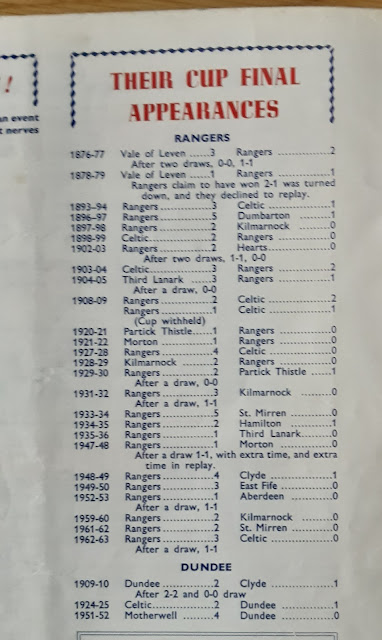 !
an event
t nerves
THEIR CUP FINAL
APPEARANCES
RANGERS
1876-77 Vale of Leven ......3 Rangers ...............2
After two draws, 0-0, 1-1
1878-79 Vale of Leven ......1 Rangers ...............1
Rangers claim to have won 2-1 was turned
down, and they declined to replay.
1893-94 Rangers ...............3 Celtic ..................1
1896-97 Rangers ...............5 Dumbarton .........1
1897-98 Rangers ...............2 Kilmarnock .........0
1898-99 Celtic ..................2 Rangers ...............0
1902-03 Rangers ...............2 Hearts ..................0
After two draws, 1-1, 0-0
1903-04 Celtic ..................3 Rangers ...............2
1904-05 Third Lanark ......3 Rangers ...............1
After a draw, 0-0
1908-09 Rangers ...............2 Celtic ..................2
Rangers ...............1 Celtic ..................1
(Cup withheld)
1920-21 Partick Thistle......1 Rangers ...............0
1921-22 Morton ...............1 Rangers ...............0
1927-28 Rangers ...............4 Celtic ..................0
1928-29 Kilmarnock .........2 Rangers ...............0
1929-30 Rangers ...............2 Partick Thistle ......1
After a draw, 0-0
1931-32 Rangers ...............3 Kilmarnock .........0
After a draw, 1-1
1933-34 Rangers ...............5 St. Mirren ............0
1934-35 Rangers ...............2 Hamilton ............1
1935-36 Rangers ...............1 Third Lanark.........0
1947-48 Rangers ...............1 Morton ...............0
After a draw 1-1, with extra time, and extra
time in replay.
1948-49 Rangers ...............4 Clyde ..................1
1949-50 Rangers ...............3 East Fife ...............0
1952-53 Rangers ...............1 Aberdeen ............0
After a draw, 1-1
1959-60 Rangers ...............2 Kilmarnock .........0
1961-62 Rangers ...............2 St. Mirren ............0
1962-63 Rangers ...............3 Celtic ..................0
After a draw, 1-1
DUNDEE
1909-10 Dundee ...............2 Clyde ..................1
After 2-2 and 0-0 draw
1924-25 Celtic ..................2 Dundee ...............1
1951-52 Motherwell .........4 Dundee ...............0